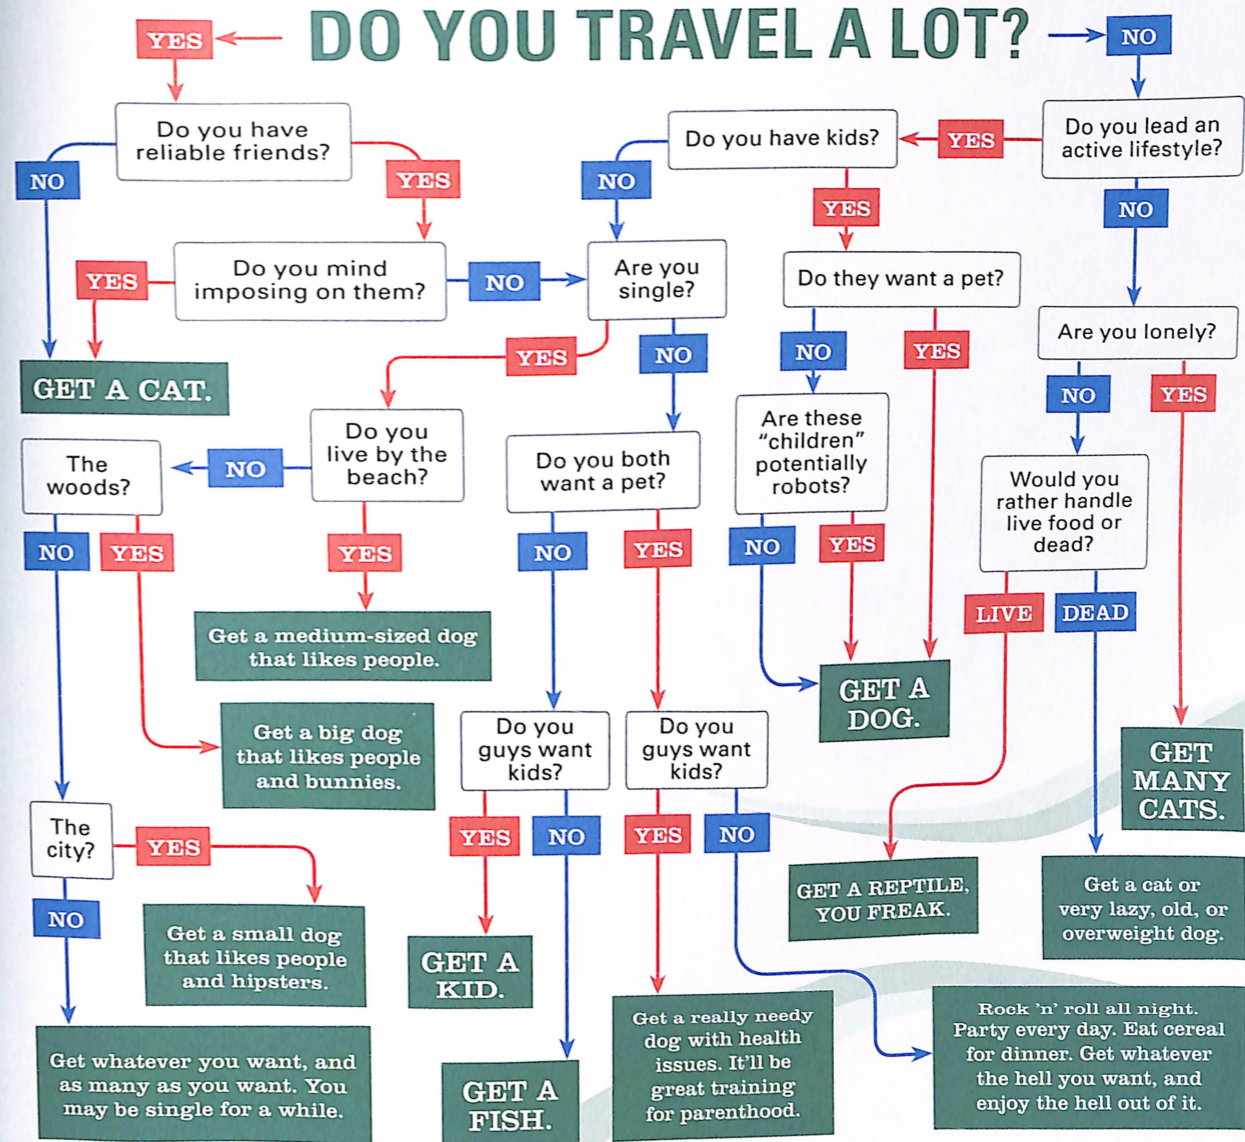 DO YOU TRAVEL A LOT?
YES
NO
Do you have
reliable friends?
Do you have kids?
YES
Do you lead an
active lifestyle?
NO
YES
NO
YES
NO
Do you mind
imposing on them?
YES
NO
Are you
single?
Do they want a pet?
Are you lonely?
YES
NO
NO
YES
NO
YES
GET A CAT.
Do you
live by the
beach?
NO
The
woods?
Do you both
want a pet?
Are these
“children”
potentially
robots?
Would you
rather handle
live food or
dead?
NO
YES
YES
NO
YES
NO
YES
LIVE
DEAD
Get a medium-sized dog
that likes people.
GET A
DOG.
Get a big dog
that likes people
and bunnies.
Do you
guys want
kids?
Do you
guys want
kids?
GET
MANY
CATS.
The
city?
YES
YES
NO
YES
NO
NO
GET A REPTILE,
YOU FREAK.
Get a cat or
very lazy, old, or
overweight dog.
Get a small dog
that likes people
and hipsters.
GET A
KID.
Get a really needy
dog with health
issues. It’ll be
great training
for parenthood.
Rock ’n’ roll all night.
Party every day. Eat cereal
for dinner. Get whatever
the hell you want, and
enjoy the hell out of it.
Get whatever you want, and
as many as you want. You
may be single for a while.
GET A
FISH.